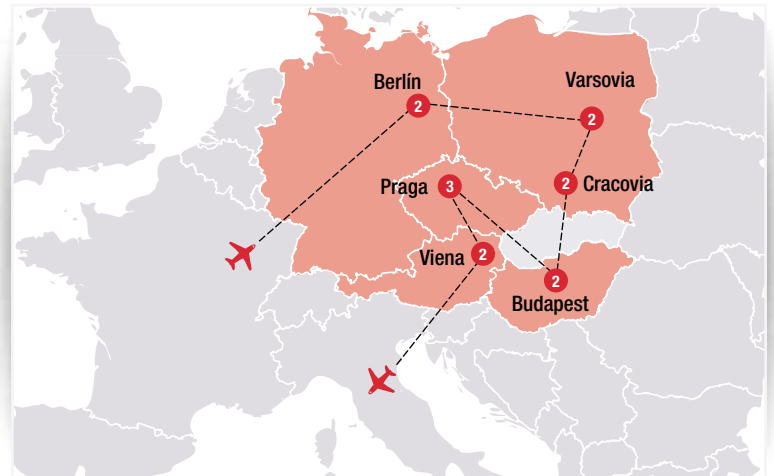 Berlín
2
Varsovia
2
Praga
3
2
Cracovia
Viena
2
2
Budapest